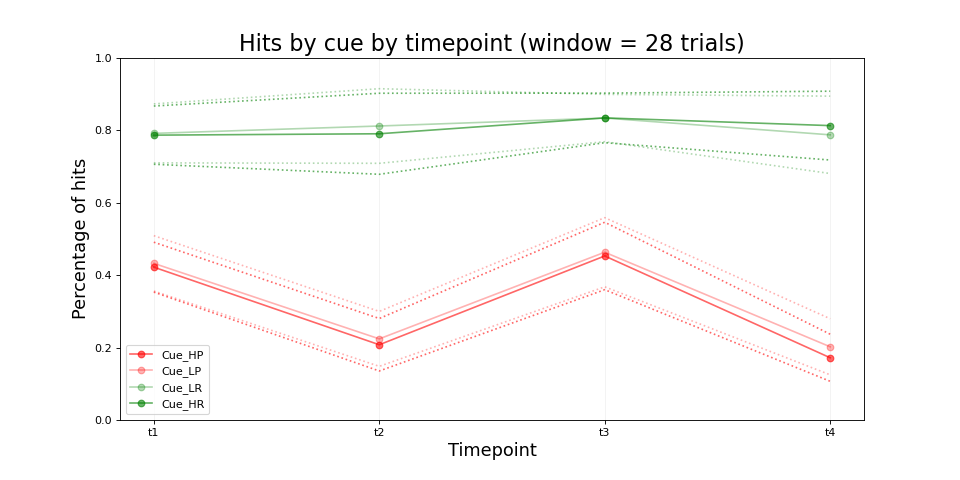 Hits by cue by timepoint (window = 28 trials)
Percentage of hits
1.0
0.8
0.6
0.4
0.2
0.0
Cue_HP
Cue_LP
Cue_LR
Cue_HR
t1
t2
t3
t4
Timepoint